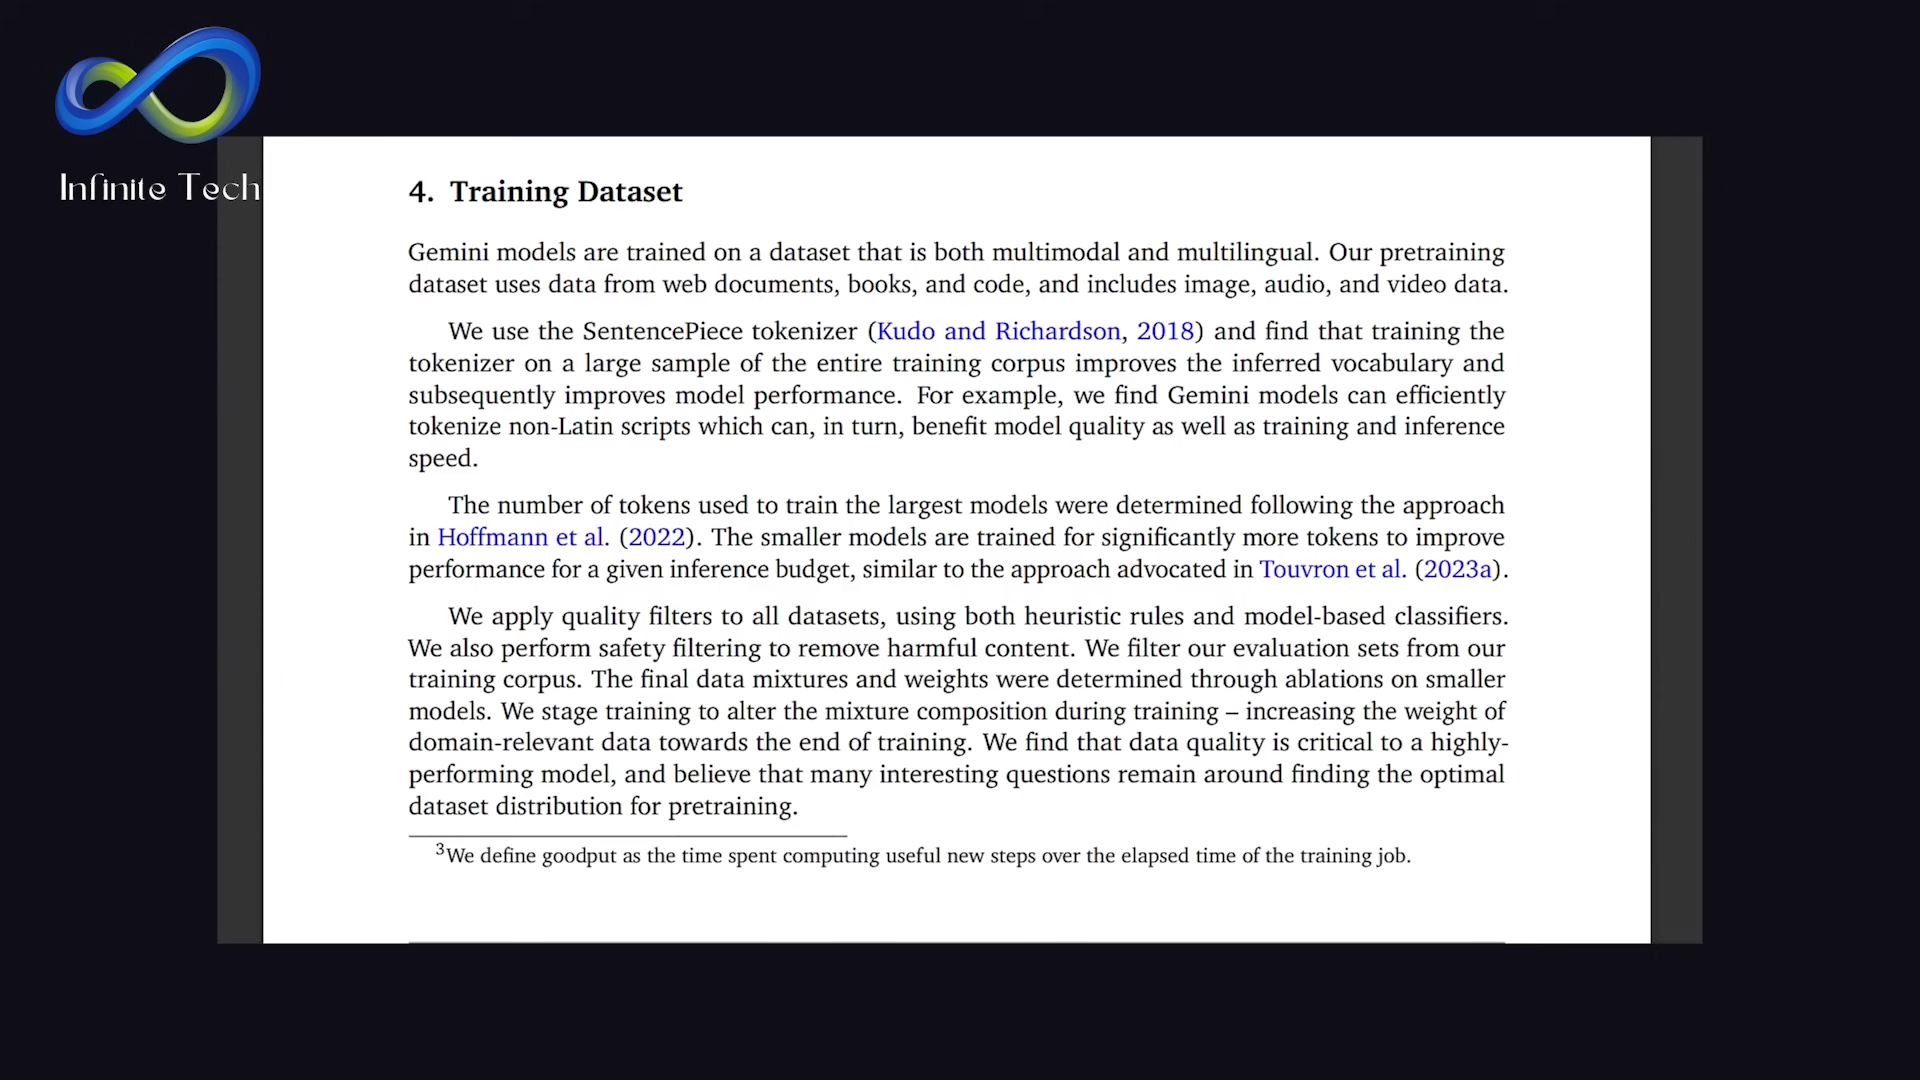 Infinite Tech
4. Training Dataset
Gemini models are trained on a dataset that is both multimodal and multilingual. Our pretraining
dataset uses data from web documents, books, and code, and includes image, audio, and video data.
We use the SentencePiece tokenizer (Kudo and Richardson, 2018) and find that training the
tokenizer on a large sample of the entire training corpus improves the inferred vocabulary and
subsequently improves model performance. For example, we find Gemini models can efficiently
tokenize non-Latin scripts which can, in turn, benefit model quality as well as training and inference
speed.
The number of tokens used to train the largest models were determined following the approach
in Hoffmann et al. (2022). The smaller models are trained for significantly more tokens to improve
performance for a given inference budget, similar to the approach advocated in Touvron et al. (2023a).
We apply quality filters to all datasets, using both heuristic rules and model-based classifiers.
We also perform safety filtering to remove harmful content. We filter our evaluation sets from our
training corpus. The final data mixtures and weights were determined through ablations on smaller
models. We stage training to alter the mixture composition during training – increasing the weight of
domain-relevant data towards the end of training. We find that data quality is critical to a highly-
performing model, and believe that many interesting questions remain around finding the optimal
dataset distribution for pretraining.
3We define goodput as the time spent computing useful new steps over the elapsed time of the training job.